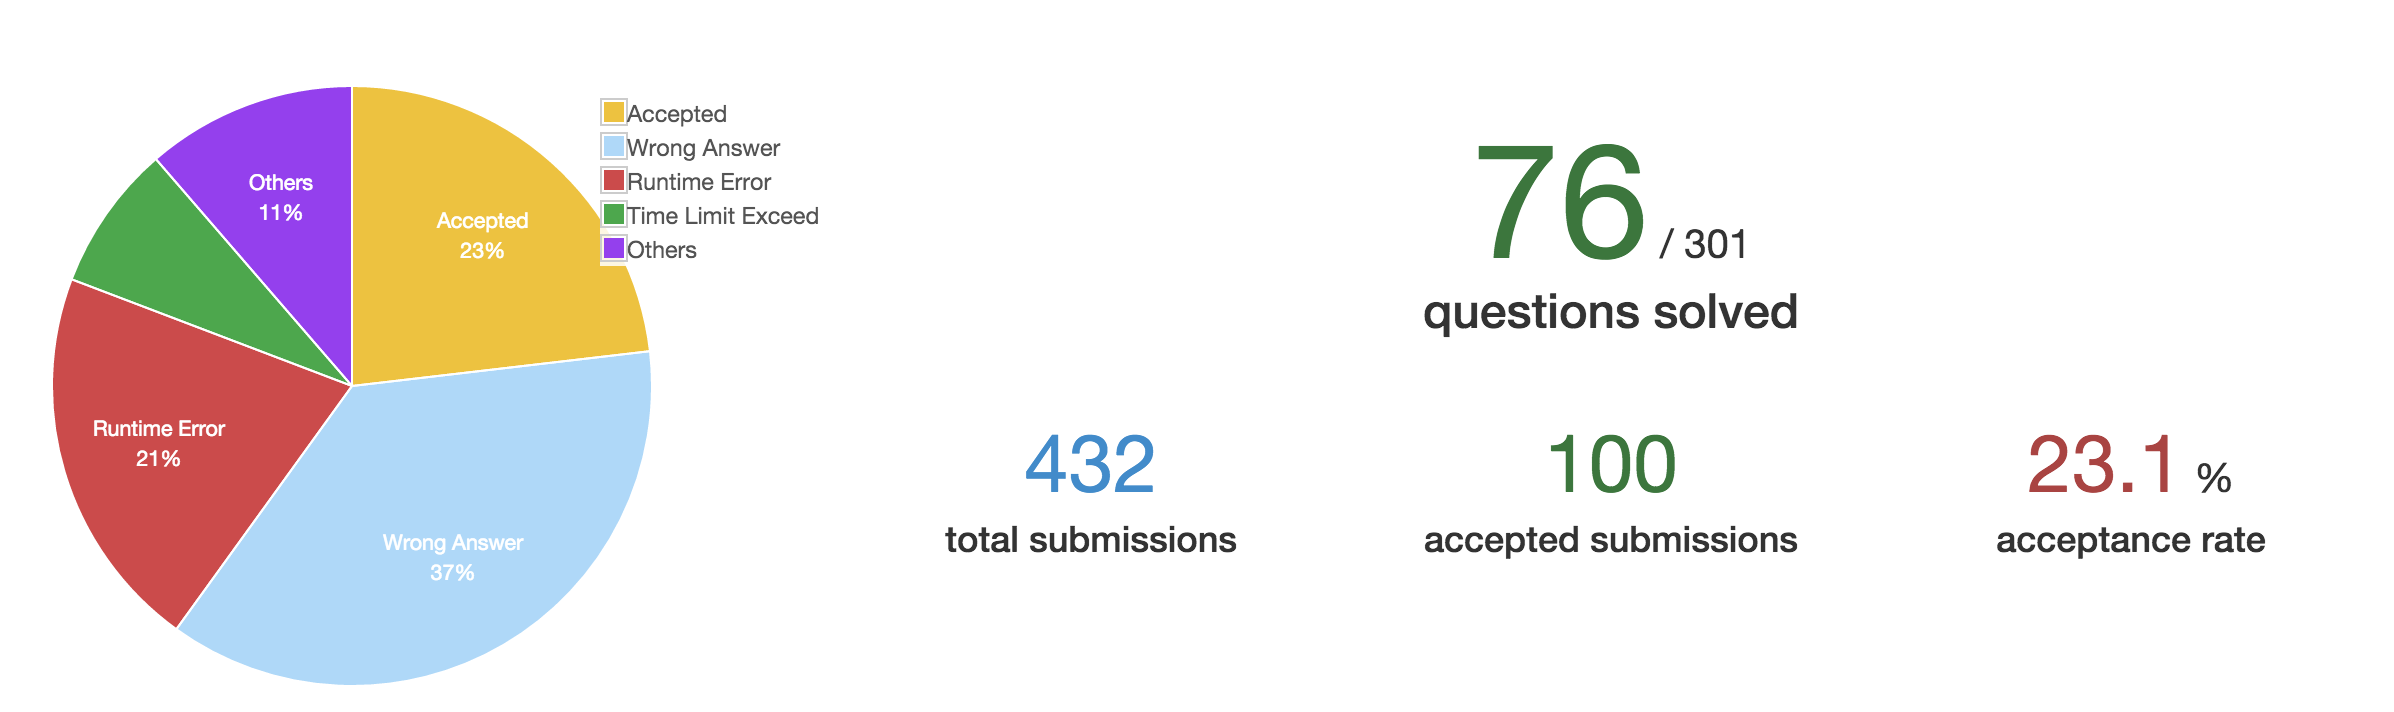 Others
11%
Accepted
23%
Runtime Error
21%
Wrong Answer
37%
Accepted
Wrong Answer
Runtime Error
Time Limit Exceed
Others
76 / 301
questions solved
432
total submissions
100
accepted submissions
23.1 %
acceptance rate